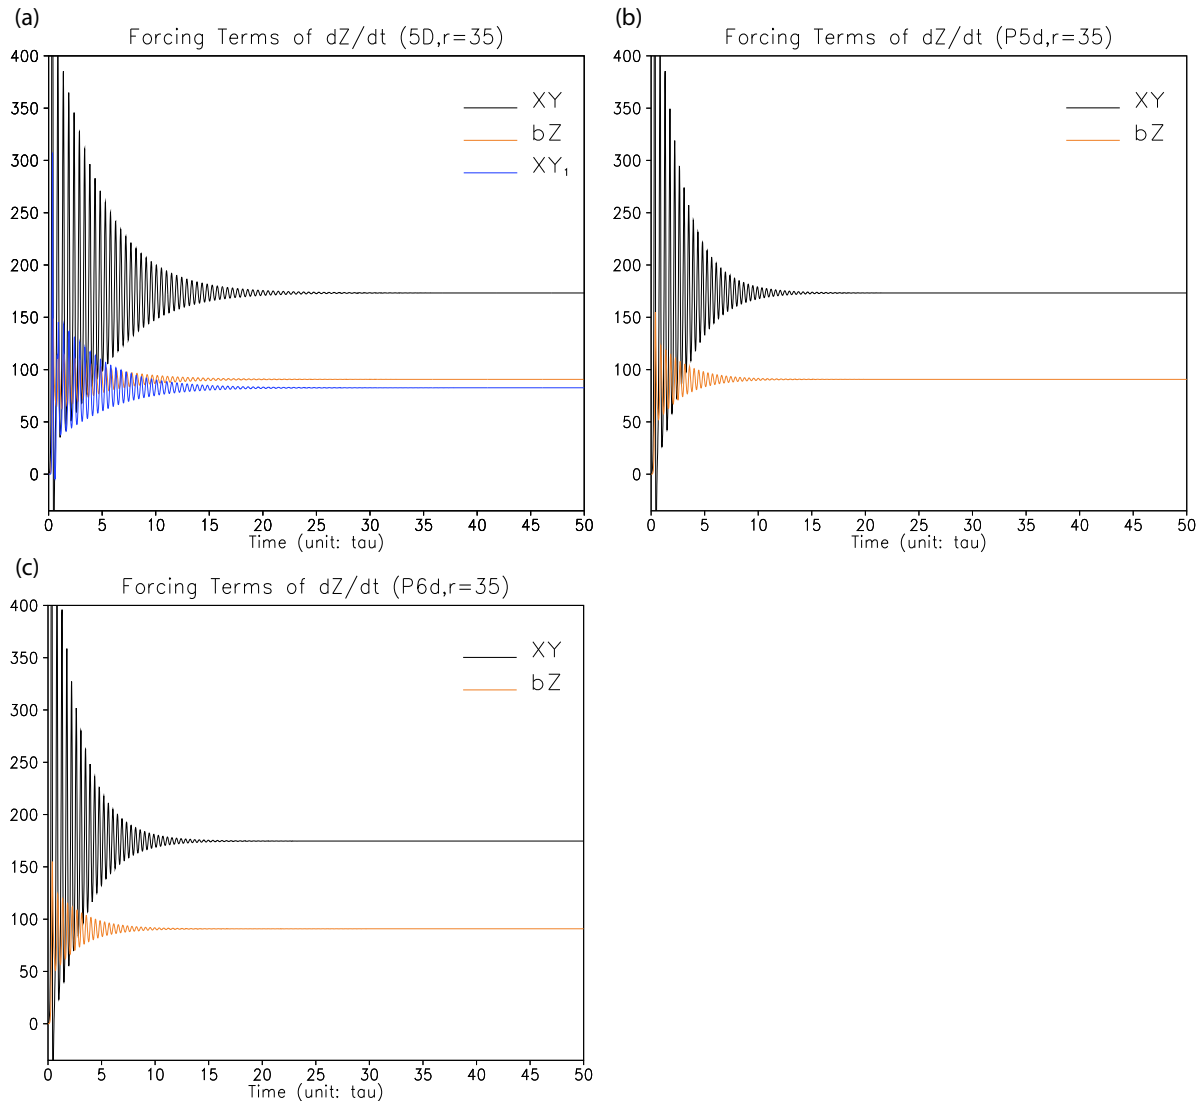 (a)
Forcing Terms of dZ/dt (5D,r=35)
400
350
300
250
200
150
100
50
0
XY
bZ
XY₁
0 5 10 15 20 25 30 35 40 45 50
Time (unit: tau)
(b)
Forcing Terms of dZ/dt (P5d,r=35)
400
350
300
250
200
150
100
50
0
XY
bZ
0 5 10 15 20 25 30 35 40 45 50
Time (unit: tau)
(c)
Forcing Terms of dZ/dt (P6d,r=35)
400
350
300
250
200
150
100
50
0
XY
bZ
0 5 10 15 20 25 30 35 40 45 50
Time (unit: tau)